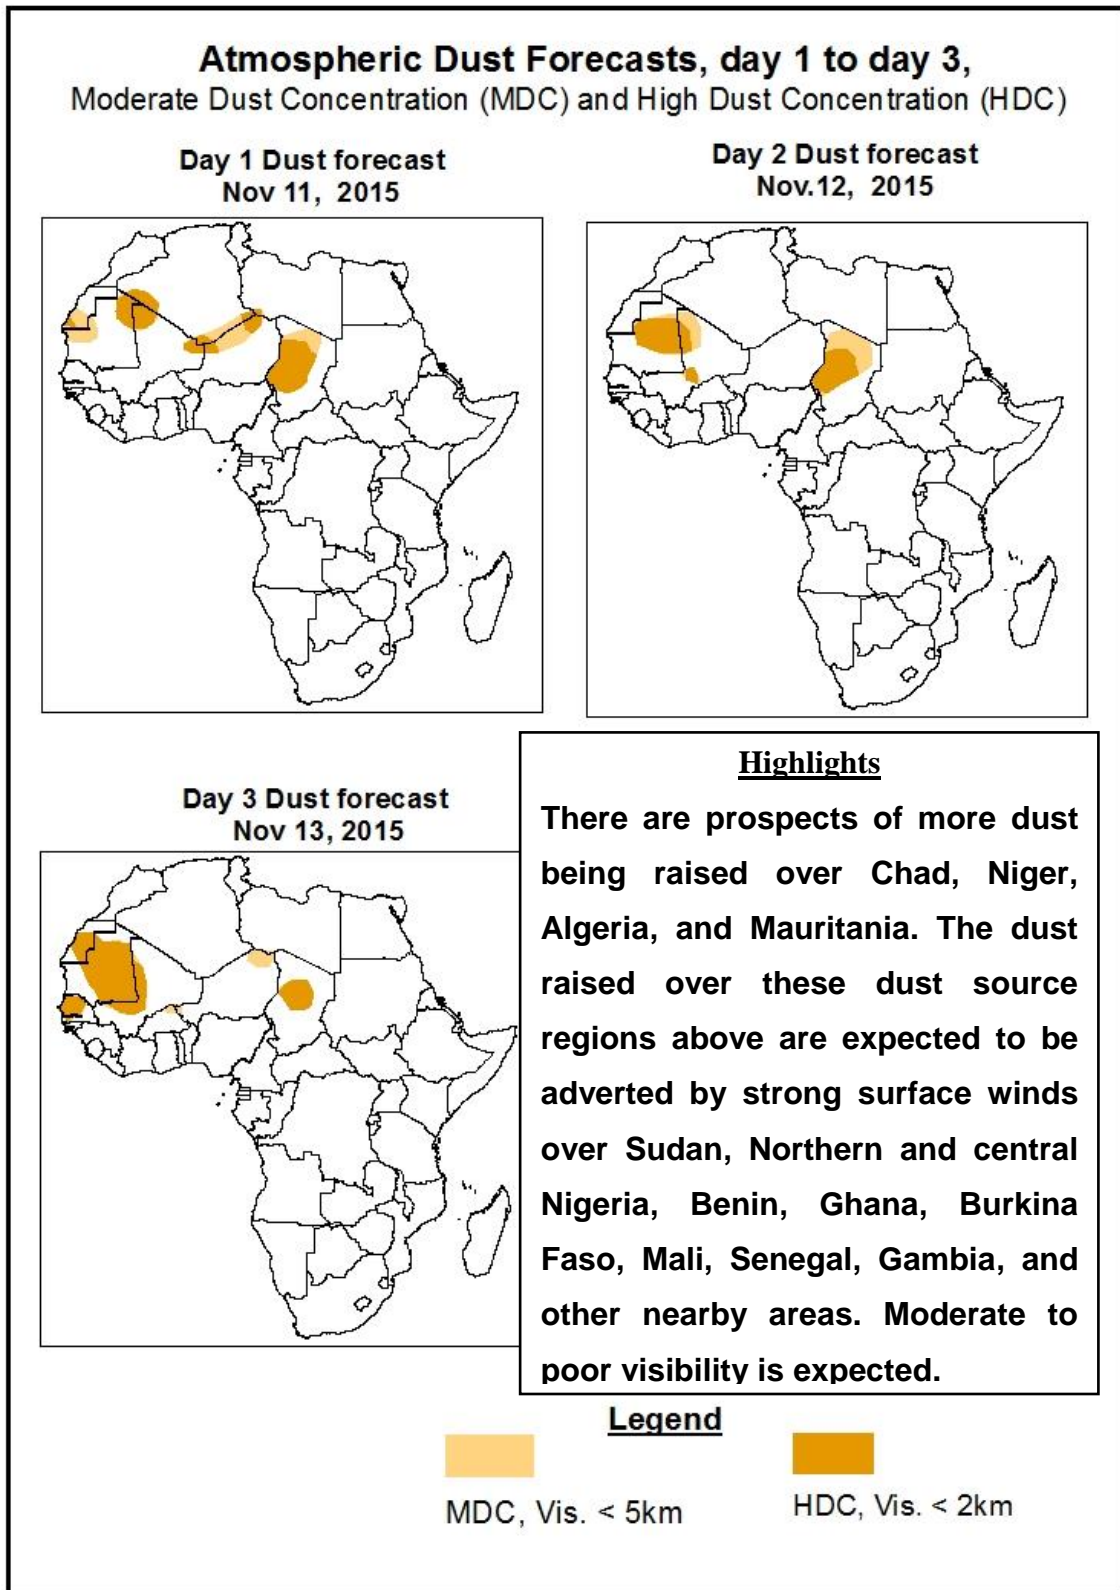 Atmospheric Dust Forecasts, day 1 to day 3,
Moderate Dust Concentration (MDC) and High Dust Concentration (HDC)
Day 1 Dust forecast
Nov 11, 2015
Day 2 Dust forecast
Nov.12, 2015
Day 3 Dust forecast
Nov 13, 2015
Highlights
There are prospects of more dust
being raised over Chad, Niger,
Algeria, and Mauritania. The dust
raised over these dust source
regions above are expected to be
adverted by strong surface winds
over Sudan, Northern and central
Nigeria, Benin, Ghana, Burkina
Faso, Mali, Senegal, Gambia, and
other nearby areas. Moderate to
poor visibility is expected.
Legend
MDC, Vis. < 5km
HDC, Vis. < 2km